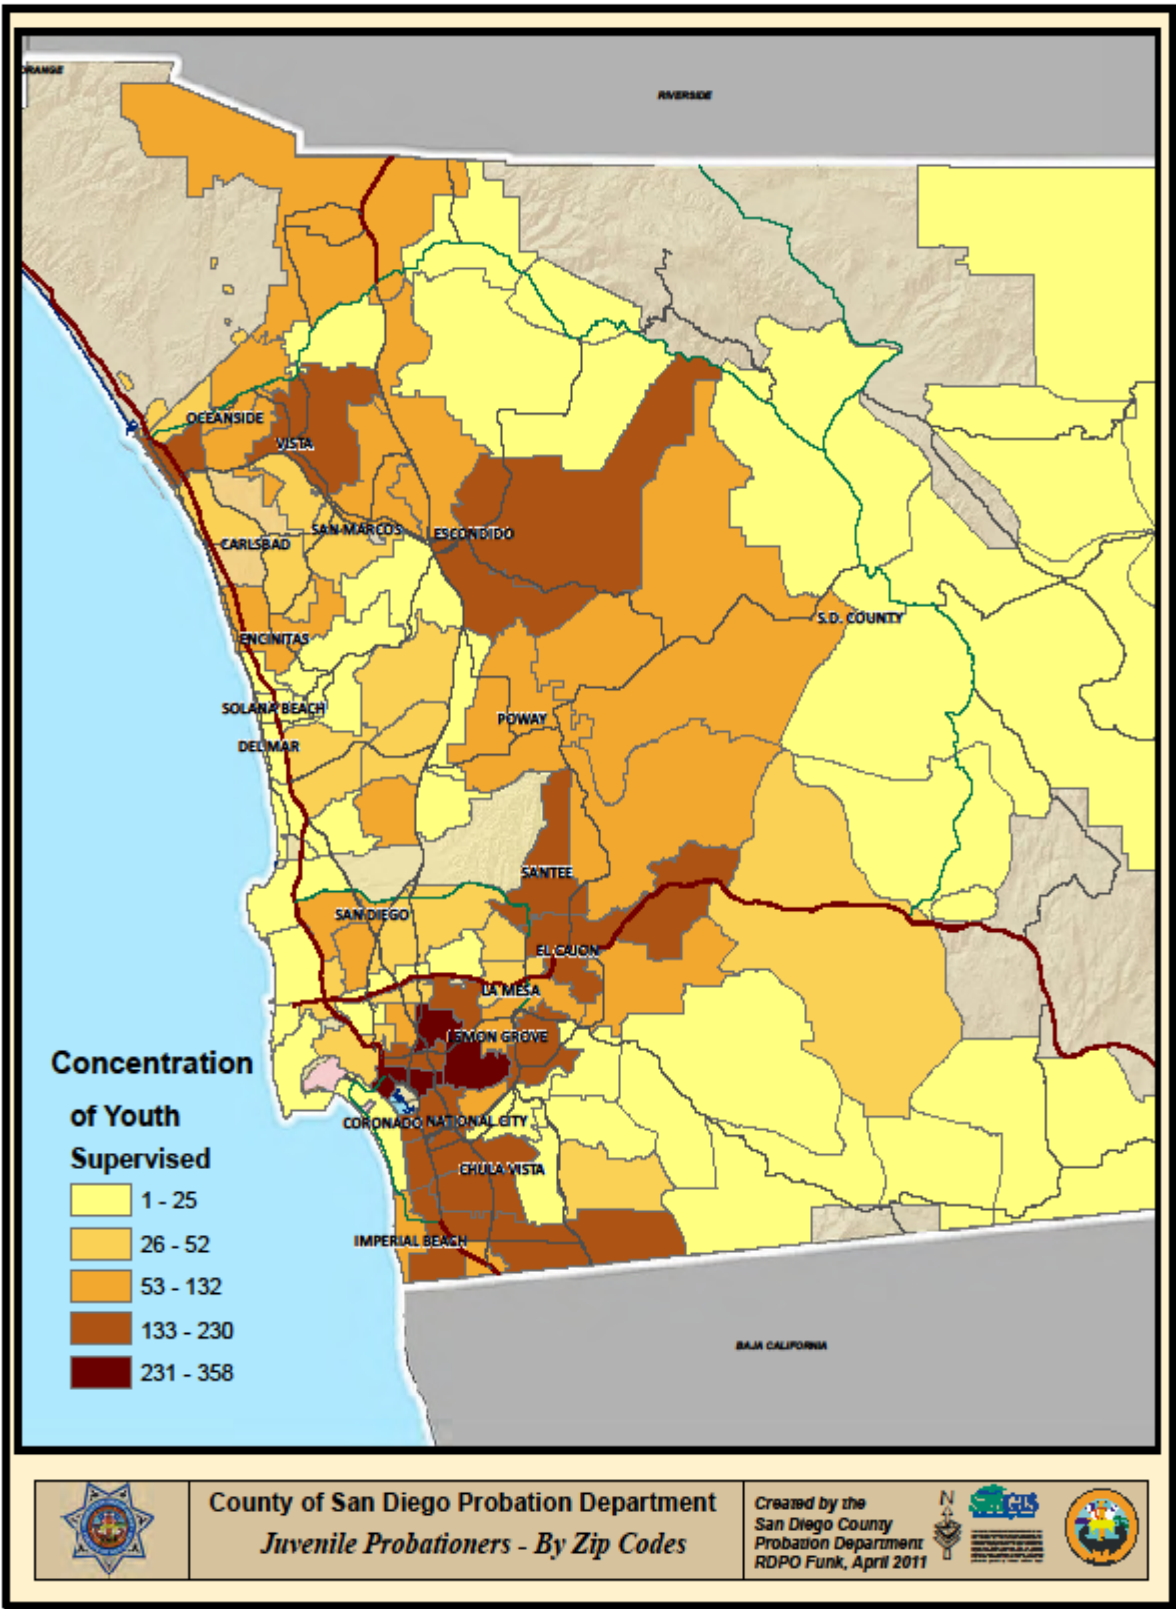 ORANGE
RIVERSIDE
OCEANSIDE
VISTA
SAN MARCOS
ESCONDIDO
CARLSBAD
S.D. COUNTY
ENCINITAS
SOLANA BEACH
POWAY
DEL MAR
SANTEE
SAN DIEGO
EL CAJON
LA MESA
LEMON GROVE
CORONADO
NATIONAL CITY
CHULA VISTA
IMPERIAL BEACH
BAJA CALIFORNIA
Concentration
of Youth
Supervised
1 - 25
26 - 52
53 - 132
133 - 230
231 - 358
County of San Diego Probation Department
Juvenile Probationers - By Zip Codes
Created by the
San Diego County
Probation Department
RDPO Funk, April 2011
N